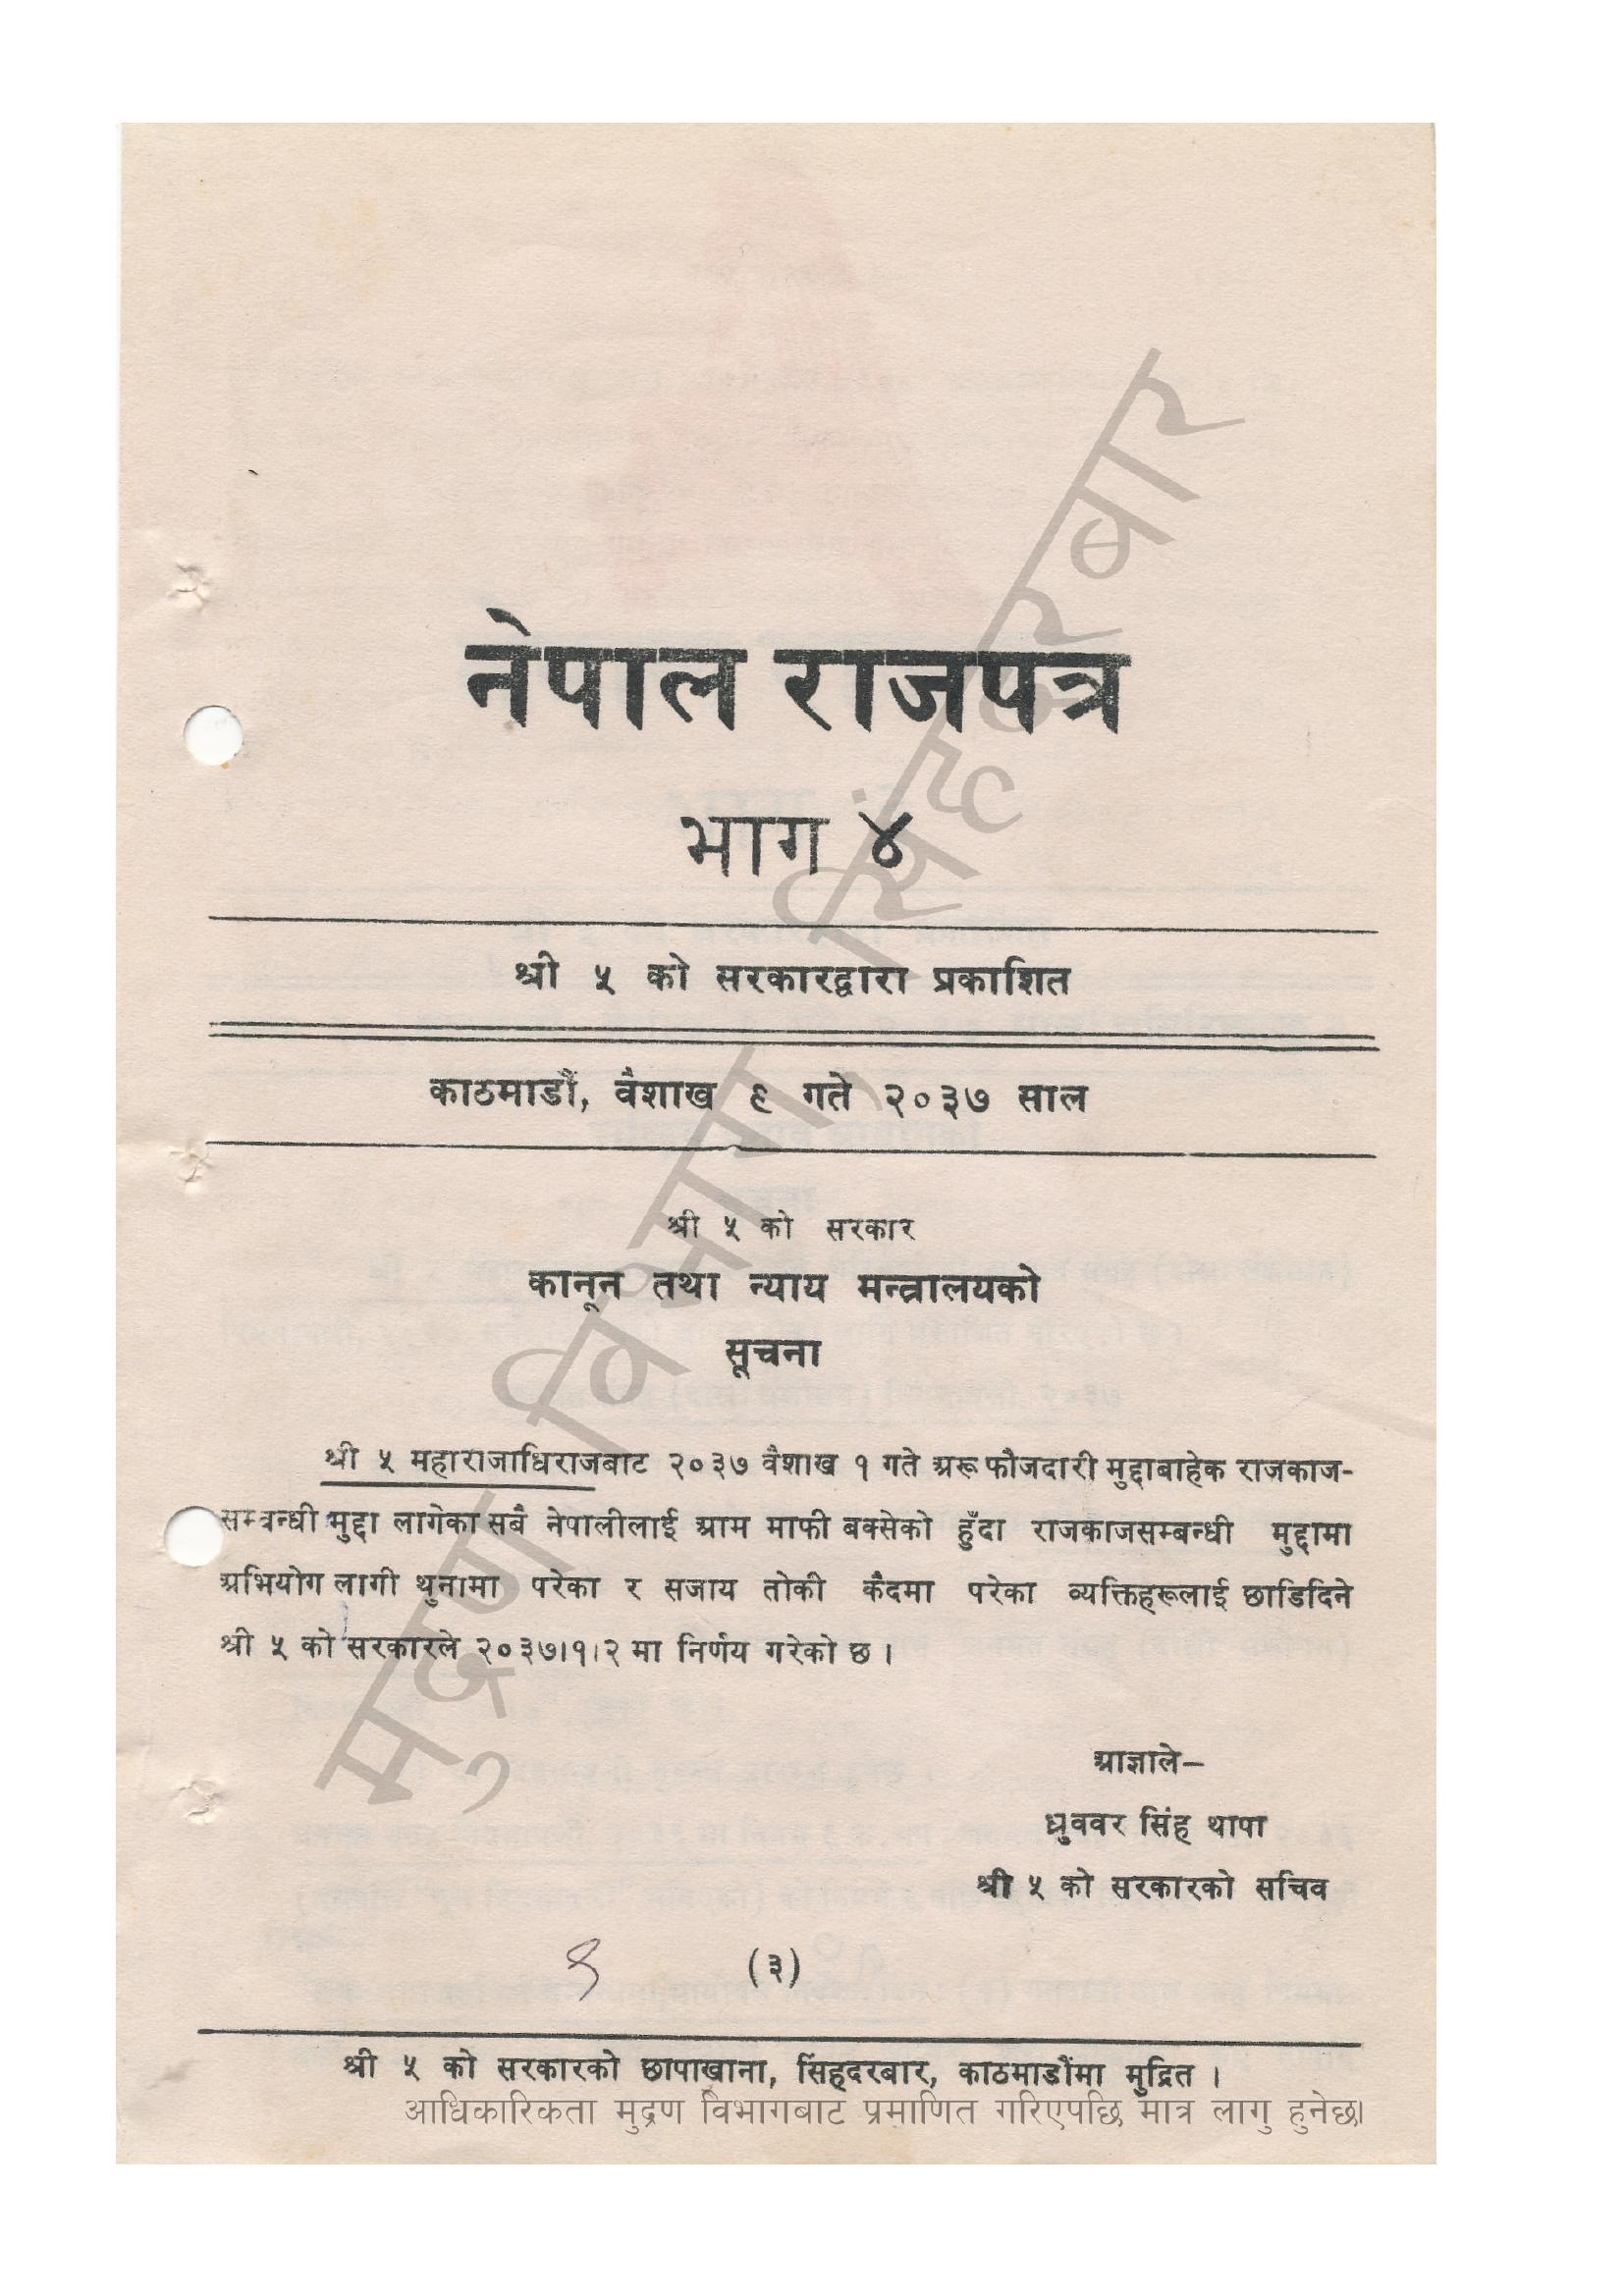 नेपाल राजपत्र
भाग ४
श्री ५ को सरकारद्वारा प्रकाशित
काठमाडौं, वैशाख ९ गते २०३७ साल
श्री ५ को सरकार
कानून तथा न्याय मन्त्रालयको
सूचना
श्री ५ महाराजाधिराजबाट २०३७ वैशाख १ गते अरू फौजदारी मुद्दाबाहेक राजकाज-
सम्बन्धी मुद्दा लागेका सबै नेपालीलाई आम माफी बक्सेको हुँदा राजकाजसम्बन्धी मुद्दामा
अभियोग लागी थुनामा परेका र सजाय तोकी कैदमा परेका व्यक्तिहरूलाई छाडिदिने
श्री ५ को सरकारले २०३७।१।२ मा निर्णय गरेको छ ।
आज्ञाले–
ध्रुववर सिंह थापा
श्री ५ को सरकारको सचिव
(३)
श्री ५ को सरकारको छापाखाना, सिंहदरबार, काठमाडौंमा मुद्रित ।
आधिकारिकता मुद्रण विभागबाट प्रमाणित गरिएपछि मात्र लागु हुनेछ।
मुद्रण विभाग, सिंहदरबार